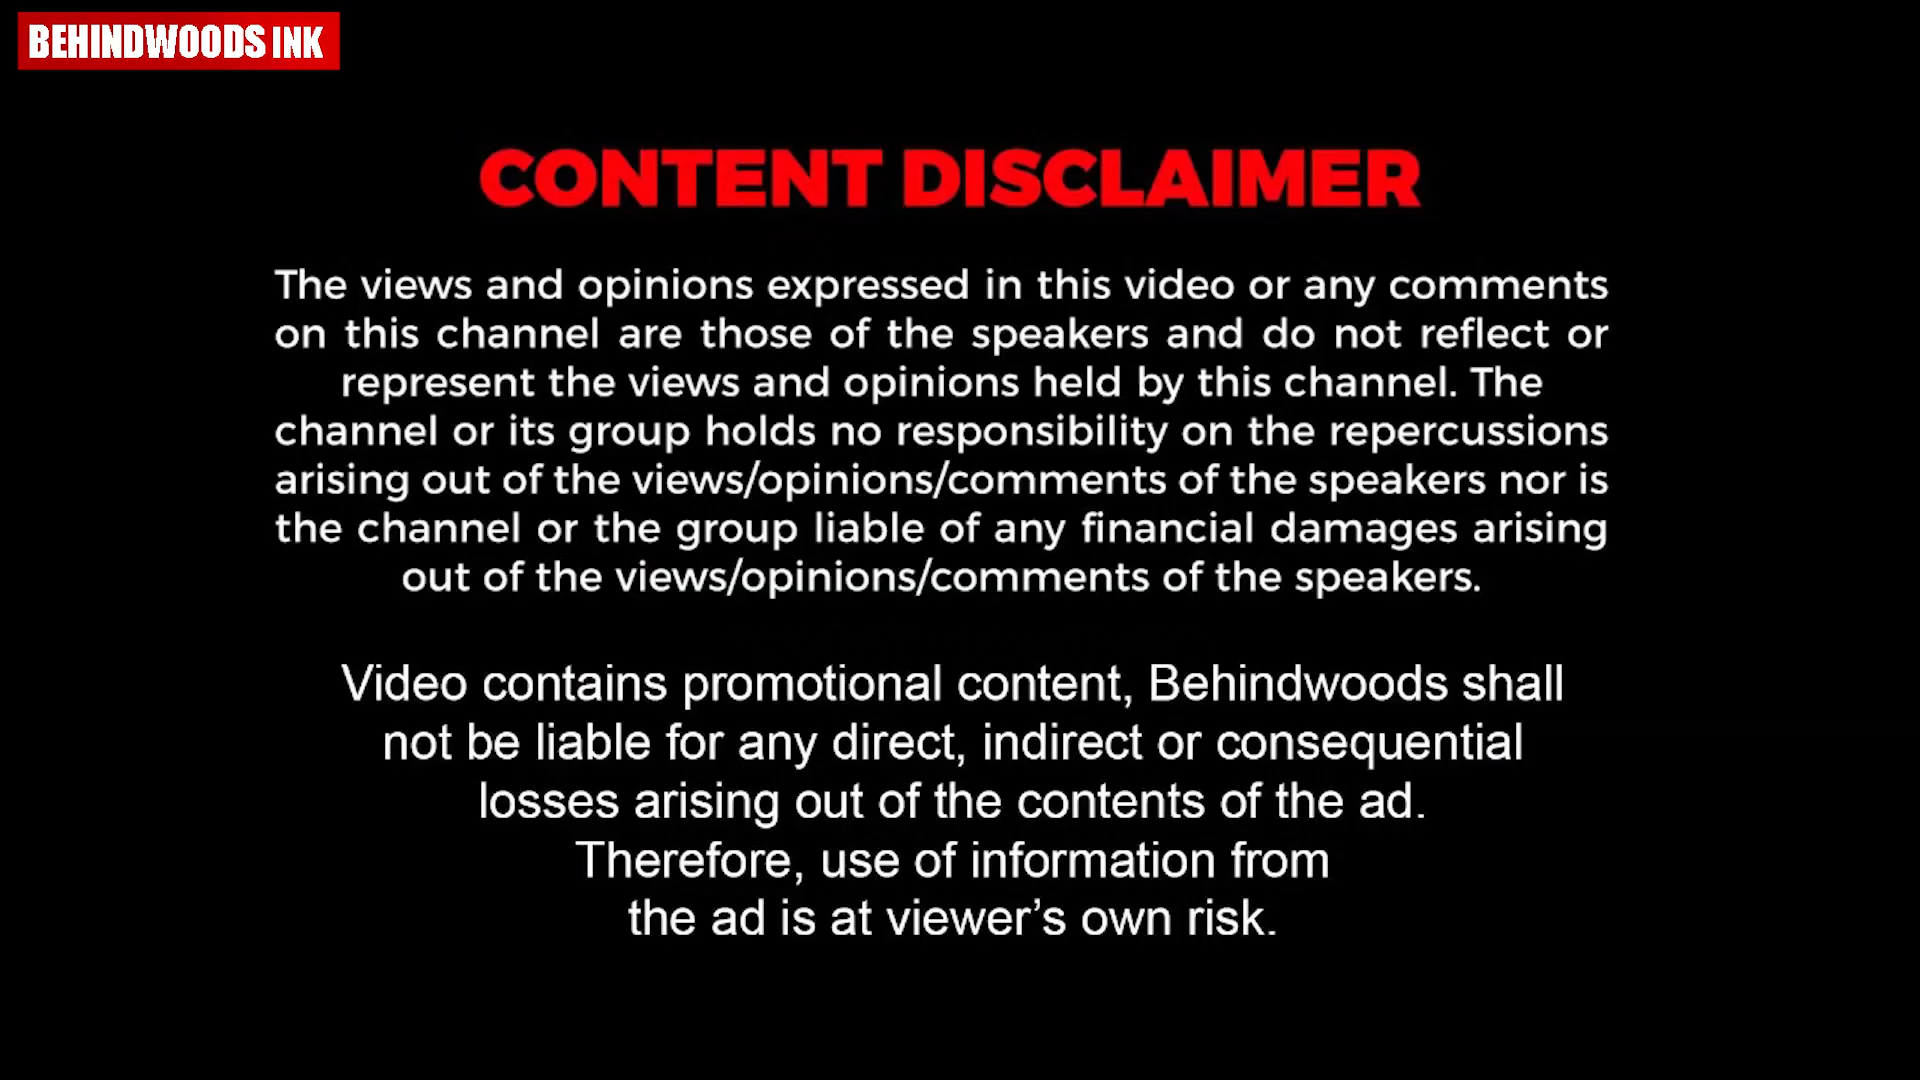 BEHINDWOODS INK
CONTENT DISCLAIMER
The views and opinions expressed in this video or any comments
on this channel are those of the speakers and do not reflect or
represent the views and opinions held by this channel. The
channel or its group holds no responsibility on the repercussions
arising out of the views/opinions/comments of the speakers nor is
the channel or the group liable of any financial damages arising
out of the views/opinions/comments of the speakers.
Video contains promotional content, Behindwoods shall
not be liable for any direct, indirect or consequential
losses arising out of the contents of the ad.
Therefore, use of information from
the ad is at viewer’s own risk.